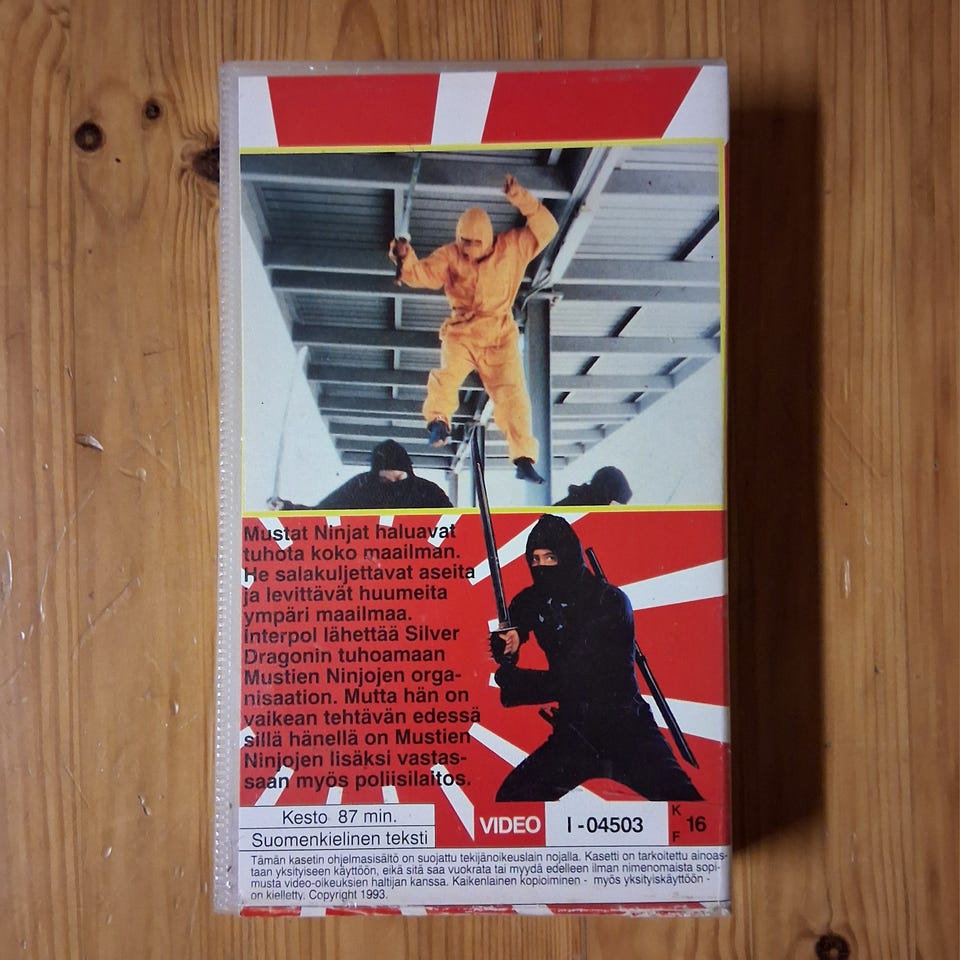 Mustat Ninjat haluavat
tuhota koko maailman.
He salakuljettavat aseita
ja levittävät huumeita
ympäri maailmaa.
Interpol lähettää Silver
Dragonin tuhoamaan
Mustien Ninjojen orga-
nisaation. Mutta hän on
vaikean tehtävän edessä
sillä hänellä on Mustien
Ninjojen lisäksi vastas-
saan myös poliisilaitos.
Kesto 87 min.
Suomenkielinen teksti
VIDEO I-04503 K 16 F
Tämän kasetin ohjelmasisältö on suojattu tekijänoikeuslain nojalla. Kasetti on tarkoitettu ainoas-
taan yksityiseen käyttöön, eikä sitä saa vuokrata tai myydä edelleen ilman nimenomaista sopi-
musta video-oikeuksien haltijan kanssa. Kaikenlainen kopioiminen - myös yksityiskäyttöön -
on kielletty. Copyright 1993.